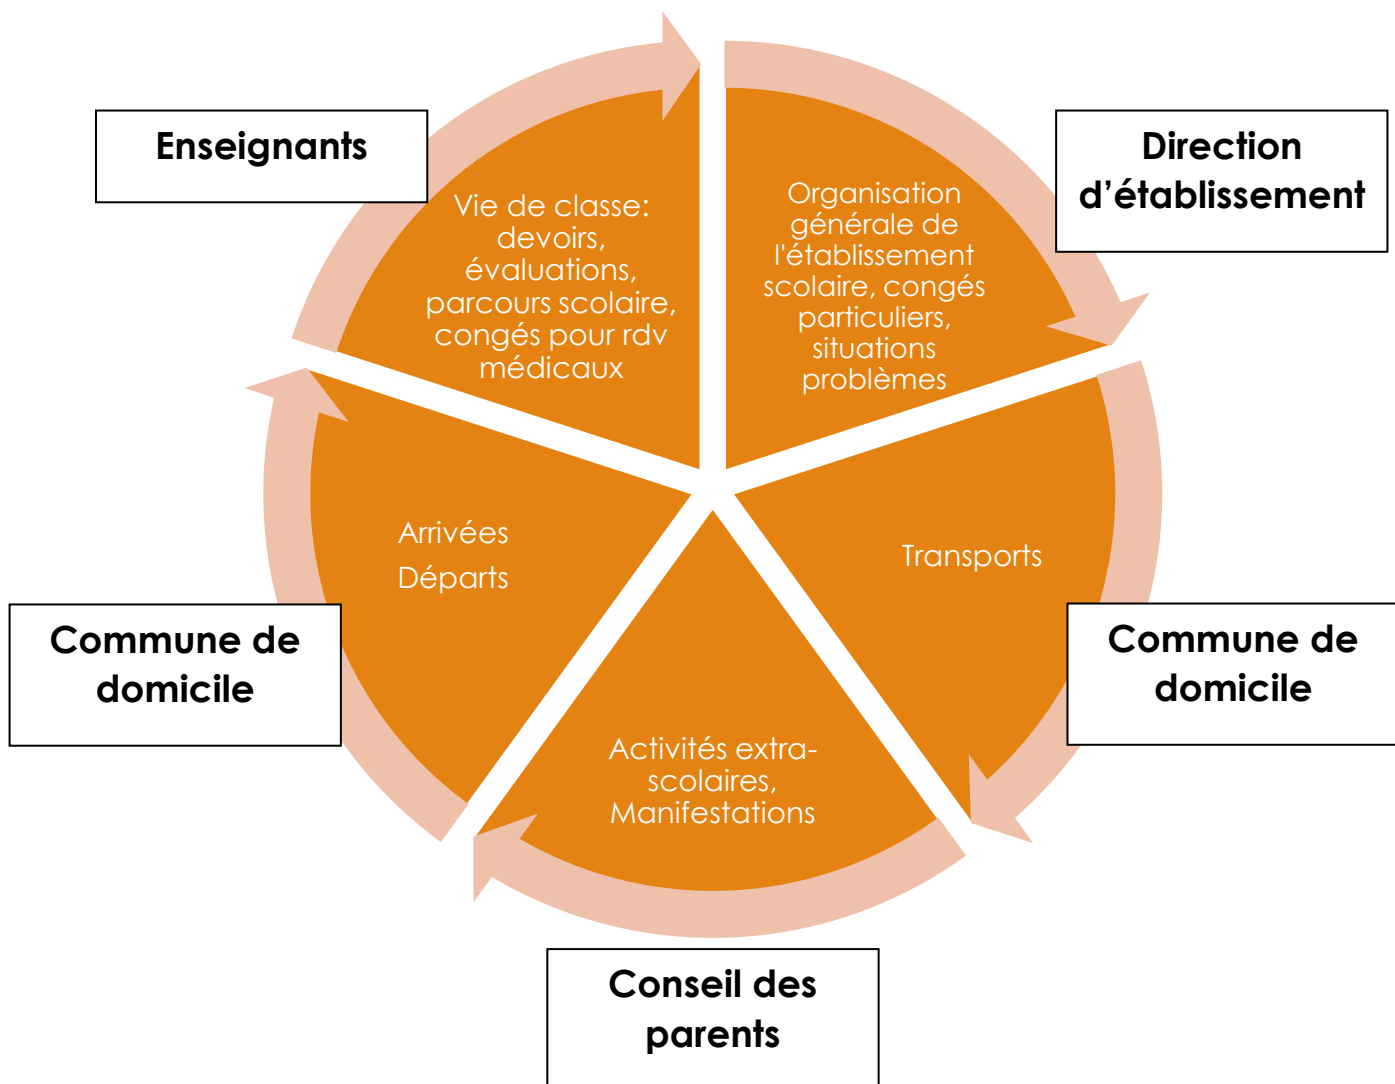 Enseignants
Vie de classe:
devoirs,
évaluations,
parcours scolaire,
congés pour rdv
médicaux
Direction
d’établissement
Organisation
générale de
l'établissement
scolaire, congés
particuliers,
situations
problèmes
Arrivées
Départs
Commune de
domicile
Transports
Commune de
domicile
Activités extra-
scolaires,
Manifestations
Conseil des
parents